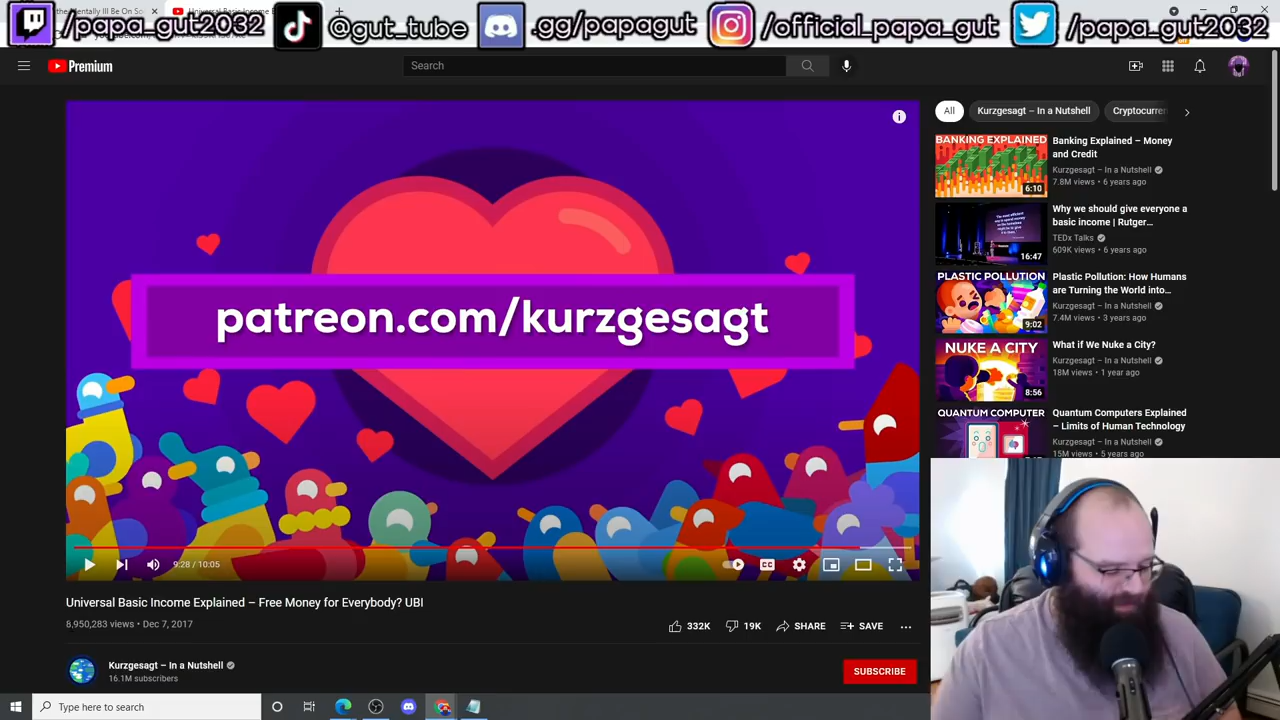 /papa_gut2032
@gut_tube
.gg/papagut
/official_papa_gut
/papa_gut2032
Premium
Search
All
Kurzgesagt – In a Nutshell
patreon.com/kurzgesagt
BANKING EXPLAINED
6:10
Banking Explained – Money
and Credit
Kurzgesagt – In a Nutshell
7.8M views • 6 years ago
16:47
Why we should give everyone a
basic income | Rutger...
TEDx Talks
609K Views • 6 years ago
PLASTIC POLLUTION
9:02
Plastic Pollution: How Humans
are Turning the World into...
Kurzgesagt – In a Nutshell
7.4M views • 3 years ago
NUKE A CITY
8:56
What if We Nuke a City?
Kurzgesagt – In a Nutshell
18M views • 1 year ago
QUANTUM COMPUTER
Quantum Computers Explained
– Limits of Human Technology
Kurzgesagt – In a Nutshell
15M views • 5 years ago
9:28 / 10:05
CC
Universal Basic Income Explained – Free Money for Everybody? UBI
6,950,283 views • Dec 7, 2017
332K
19K
SHARE
SAVE
Kurzgesagt – In a Nutshell
16.1M subscribers
SUBSCRIBE
Type here to search